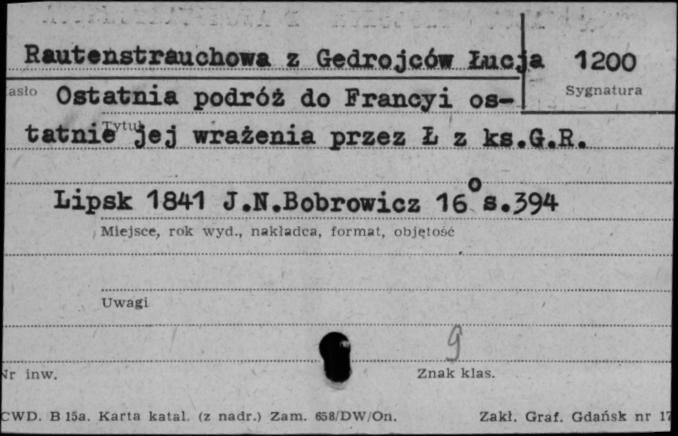 Rautenstrauchowa z Gedrojców Łucja 1200
asło Sygnatura
Ostatnia podróż do Francyi os-
Tytuł
tatnie jej wrażenia przez Ł z ks.G.R.
Lipsk 1841 J.N.Bobrowicz 16° s.394
Miejsce, rok wyd., nakładca, format, objętość
Uwagi
9
Nr inw. Znak klas.
CWD. B 15a. Karta katal. (z nadr.) Zam. 658/DW/On. Zakł. Graf. Gdańsk nr 17